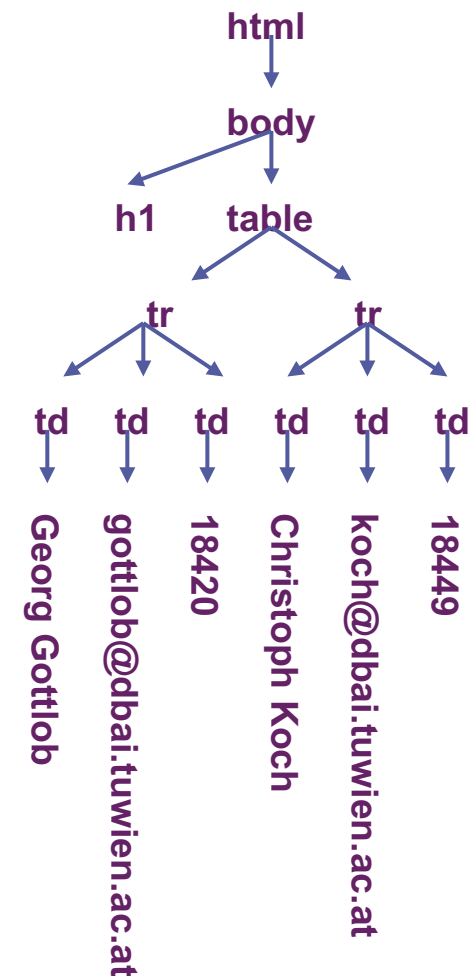 html
body
h1 table
tr tr
td td td td td td
Georg Gottlob
gottlob@dbai.tuwien.ac.at
18420
Christoph Koch
koch@dbai.tuwien.ac.at
18449